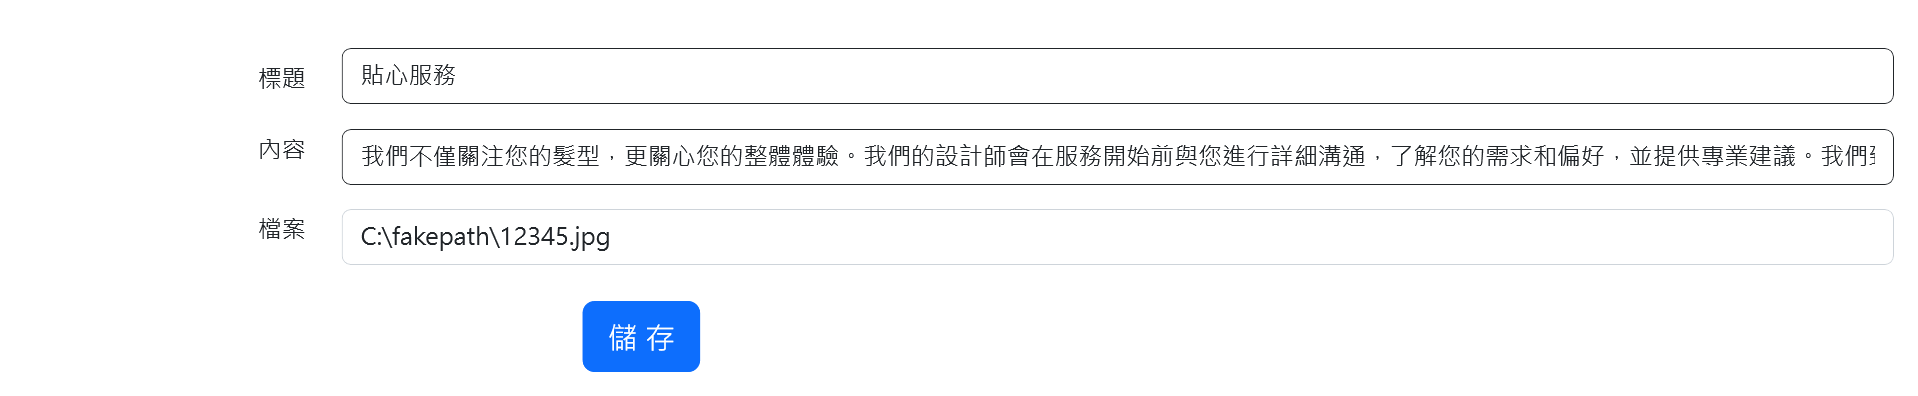 標題
貼心服務
內容
我們不僅關注您的髮型，更關心您的整體體驗。我們的設計師會在服務開始前與您進行詳細溝通，了解您的需求和偏好，並提供專業建議。我們
檔案
C:\fakepath\12345.jpg
儲存